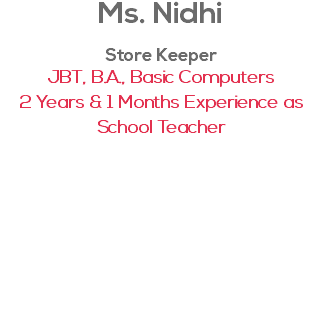 Ms. Nidhi
Store Keeper
JBT, B.A., Basic Computers
2 Years & 1 Months Experience as
School Teacher